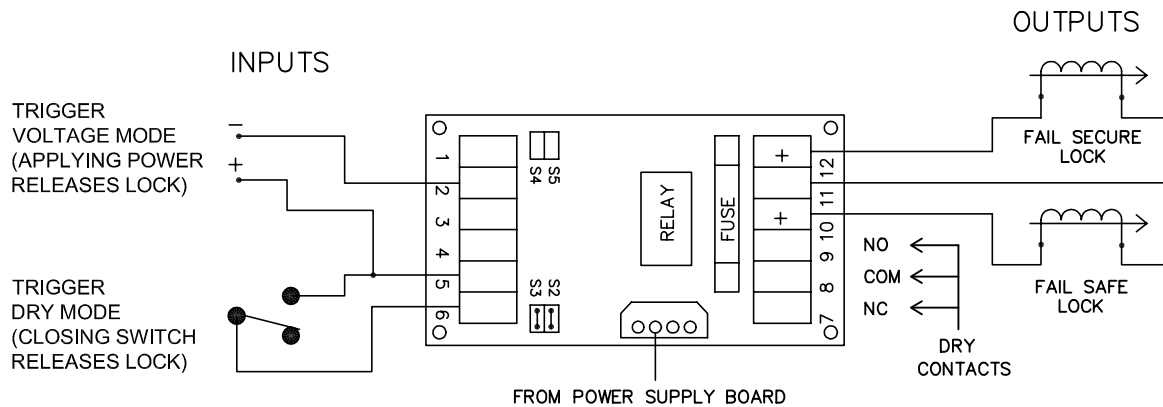 OUTPUTS
INPUTS
TRIGGER
VOLTAGE MODE
(APPLYING POWER
RELEASES LOCK)
−
+
TRIGGER
DRY MODE
(CLOSING SWITCH
RELEASES LOCK)
1
2
3
4
5
6
S4
S5
S3
S2
RELAY
FUSE
+
+
12
11
10
9
8
7
FROM POWER SUPPLY BOARD
FAIL SECURE
LOCK
FAIL SAFE
LOCK
NO
COM
NC
DRY
CONTACTS